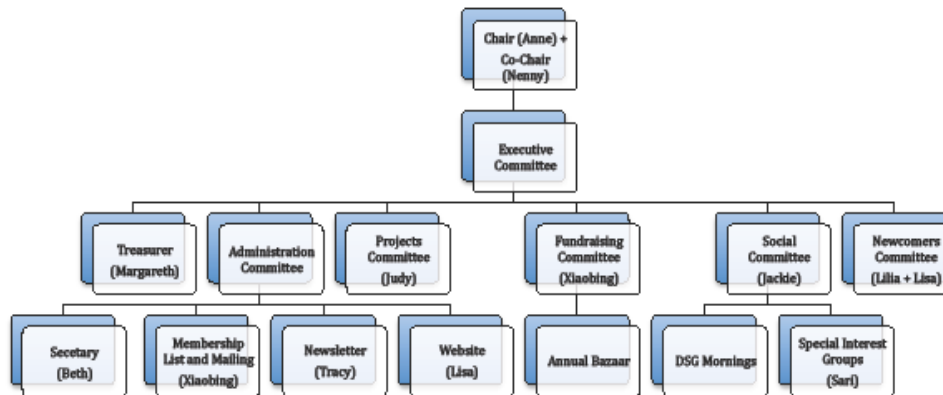 Chair (Anne) +
Co-Chair
(Nenny)
Executive
Committee
Treasurer
(Margareth)
Administration
Committee
Projects
Committee
(Judy)
Fundraising
Committee
(Xiaobing)
Social
Committee
(Jackie)
Newcomers
Committee
(Lilia + Lisa)
Secetary
(Beth)
Membership
List and Mailing
(Xiaobing)
Newsletter
(Tracy)
Website
(Lisa)
Annual Bazaar
DSG Mornings
Special Interest
Groups
(Sari)